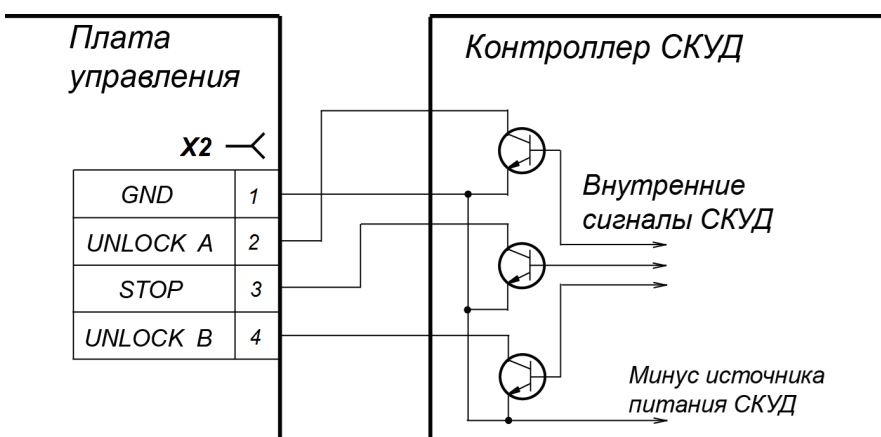 Плата
управления
Контроллер СКУД
X2
GND 1
UNLOCK A 2
STOP 3
UNLOCK B 4
Внутренние
сигналы СКУД
Минус источника
питания СКУД